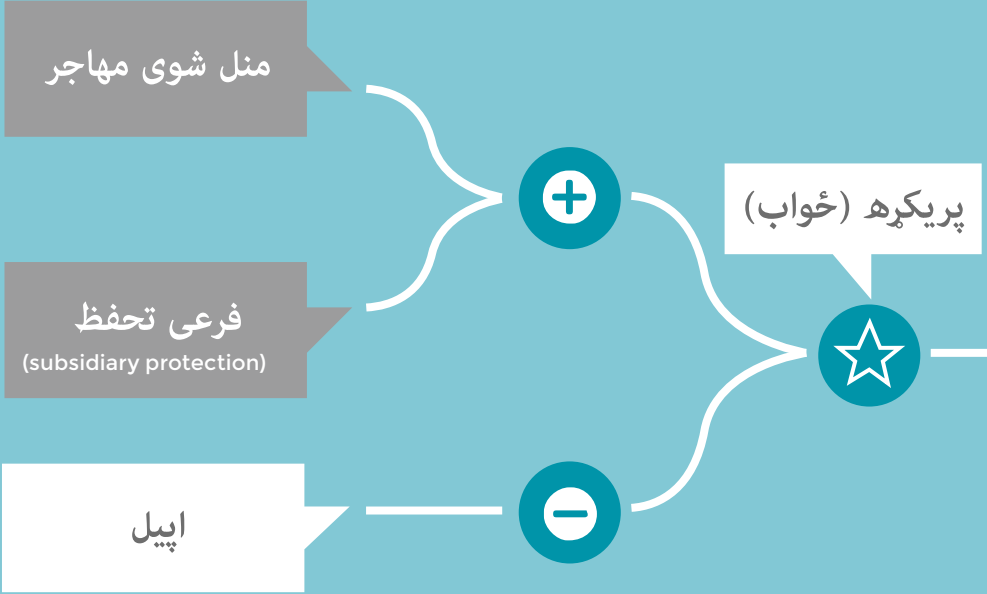 منل شوی مهاجر
پریکړه (ځواب)
فرعی تحفظ
(subsidiary protection)
اپیل